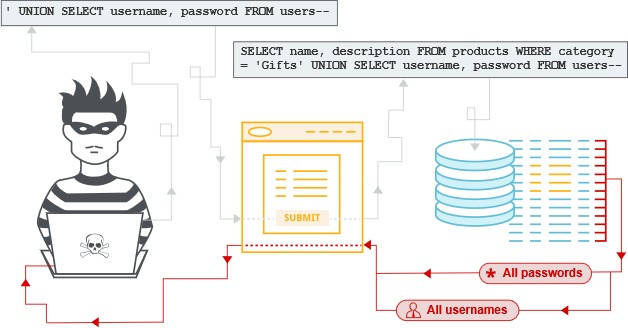 ' UNION SELECT username, password FROM users--
SELECT name, description FROM products WHERE category
= 'Gifts' UNION SELECT username, password FROM users--
SUBMIT
* All passwords
All usernames